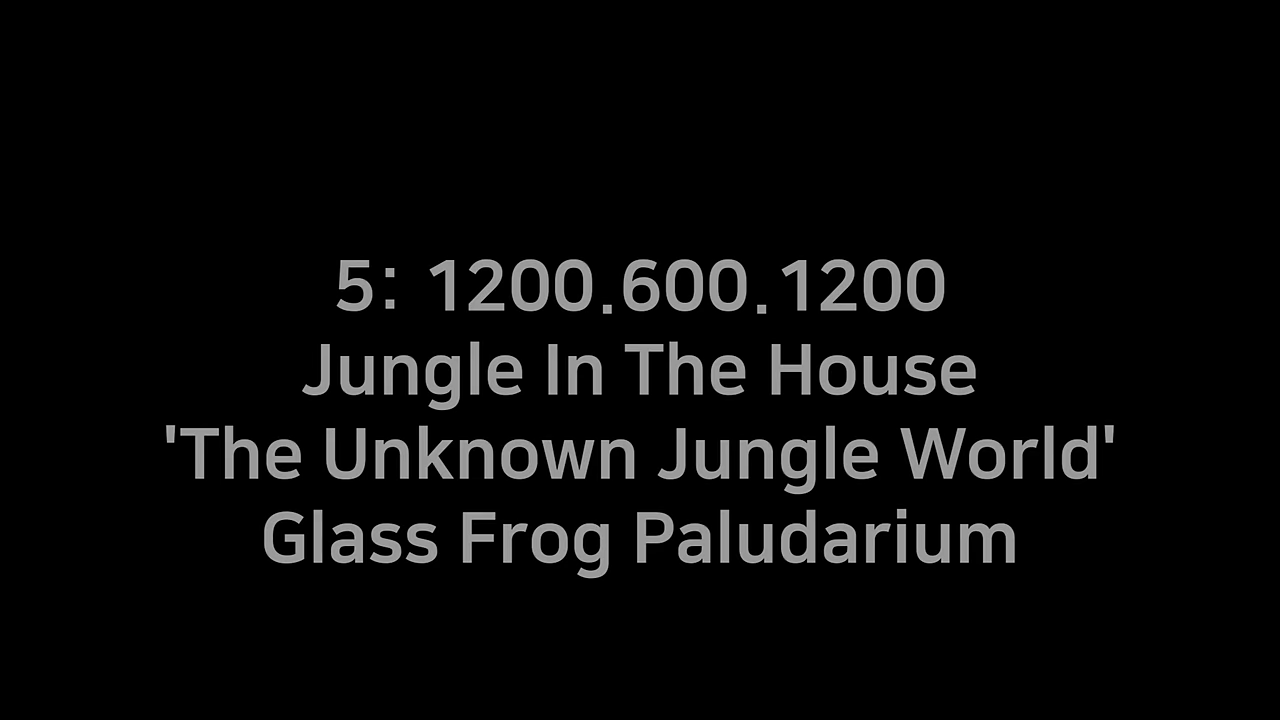 5: 1200.600.1200
Jungle In The House
'The Unknown Jungle World'
Glass Frog Paludarium